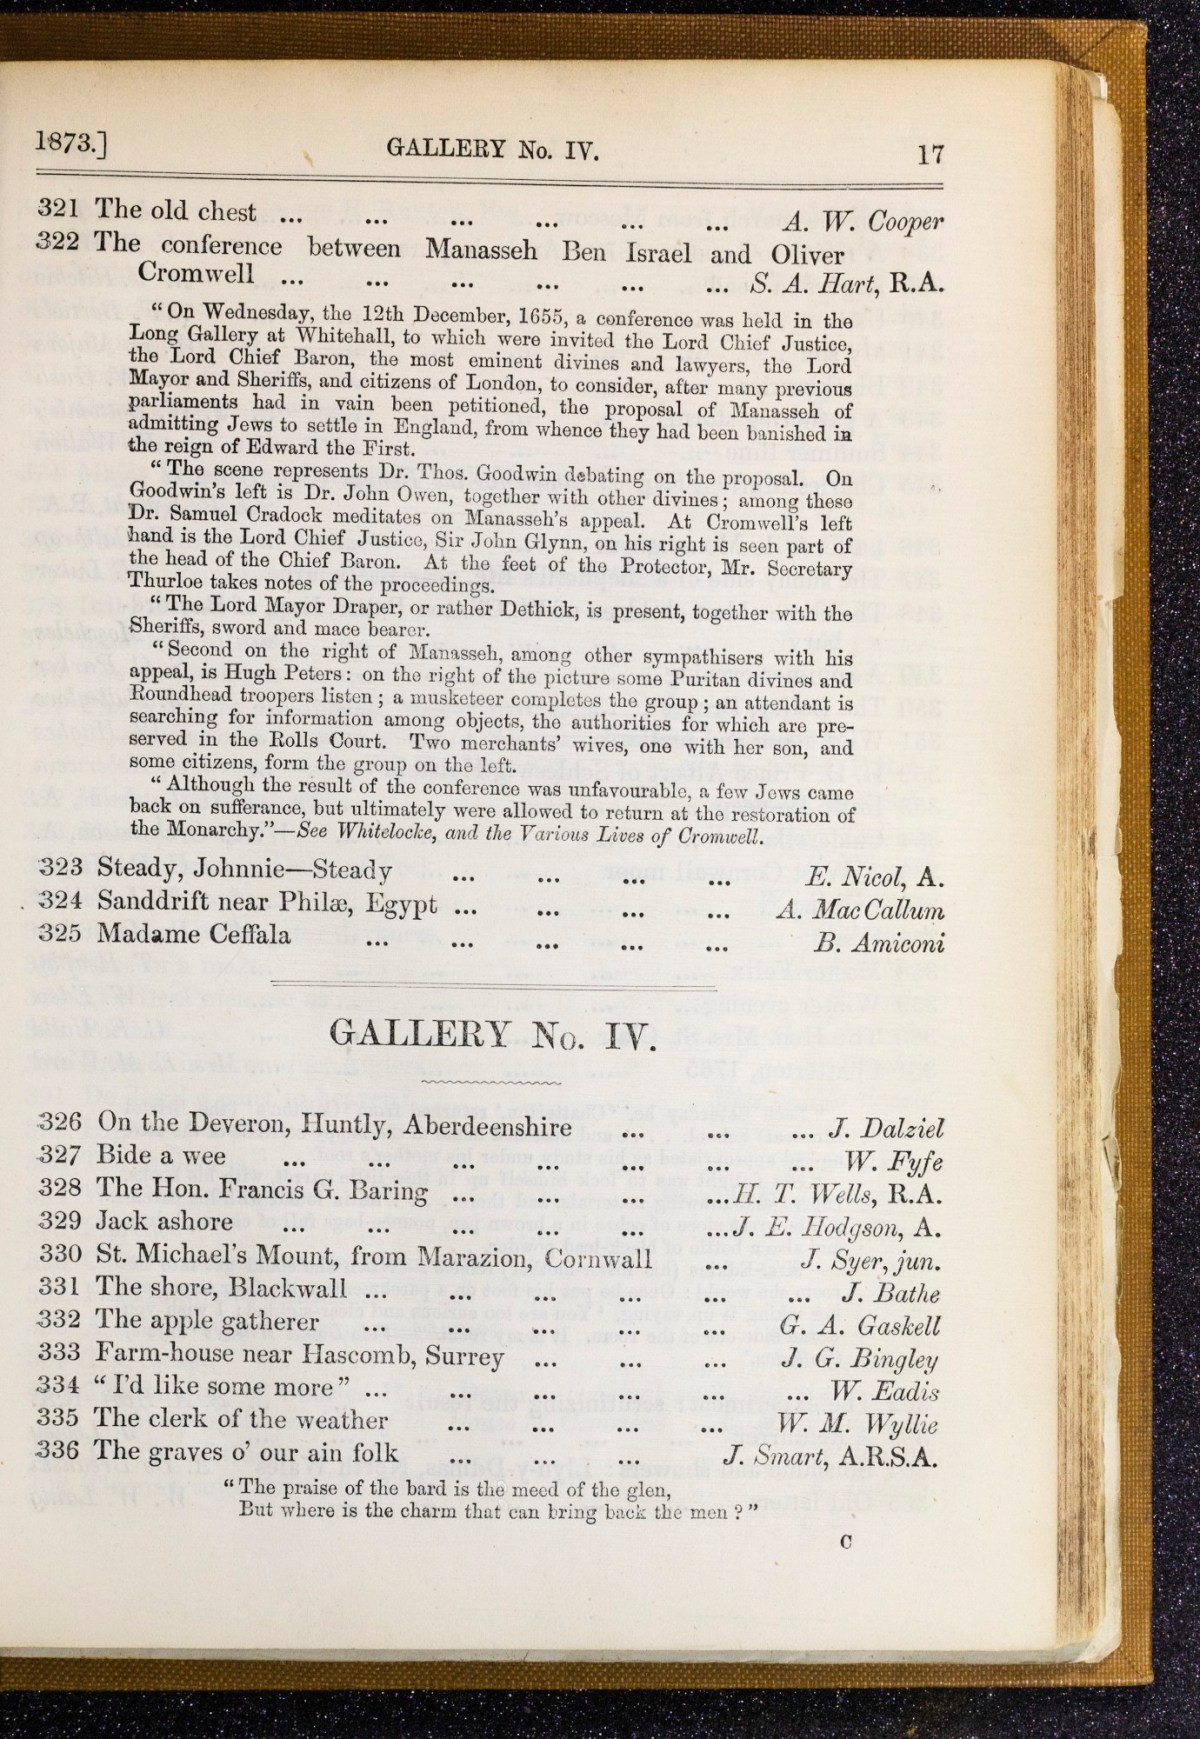 1873.] GALLERY No. IV. 17
321 The old chest ... ... ... ... ... ... A. W. Cooper
322 The conference between Manasseh Ben Israel and Oliver
Cromwell ... ... ... ... ... ... S. A. Hart, R.A.
“On Wednesday, the 12th December, 1655, a conference was held in the
Long Gallery at Whitehall, to which were invited the Lord Chief Justice,
the Lord Chief Baron, the most eminent divines and lawyers, the Lord
Mayor and Sheriffs, and citizens of London, to consider, after many previous
parliaments had in vain been petitioned, the proposal of Manasseh of
admitting Jews to settle in England, from whence they had been banished in
the reign of Edward the First.
“The scene represents Dr. Thos. Goodwin debating on the proposal. On
Goodwin's left is Dr. John Owen, together with other divines; among these
Dr. Samuel Cradock meditates on Manasseh's appeal. At Cromwell's left
hand is the Lord Chief Justice, Sir John Glynn, on his right is seen part of
the head of the Chief Baron. At the feet of the Protector, Mr. Secretary
Thurloe takes notes of the proceedings.
“The Lord Mayor Draper, or rather Dethick, is present, together with the
Sheriffs, sword and mace bearer.
“Second on the right of Manasseh, among other sympathisers with his
appeal, is Hugh Peters: on the right of the picture some Puritan divines and
Roundhead troopers listen; a musketeer completes the group; an attendant is
searching for information among objects, the authorities for which are pre-
served in the Rolls Court. Two merchants' wives, one with her son, and
some citizens, form the group on the left.
“Although the result of the conference was unfavourable, a few Jews came
back on sufferance, but ultimately were allowed to return at the restoration of
the Monarchy.”—See Whitelocke, and the Various Lives of Cromwell.
323 Steady, Johnnie—Steady ... ... ... ... E. Nicol, A.
324 Sanddrift near Philæ, Egypt ... ... ... ... A. MacCallum
325 Madame Ceffala ... ... ... ... ... B. Amiconi
GALLERY No. IV.
326 On the Deveron, Huntly, Aberdeenshire ... ... ... J. Dalziel
327 Bide a wee ... ... ... ... ... ... ... W. Fyfe
328 The Hon. Francis G. Baring ... ... ... ...H. T. Wells, R.A.
329 Jack ashore ... ... ... ... ... ...J. E. Hodgson, A.
330 St. Michael's Mount, from Marazion, Cornwall ... J. Syer, jun.
331 The shore, Blackwall ... ... ... ... ... ... J. Bathe
332 The apple gatherer ... ... ... ... ... G. A. Gaskell
333 Farm-house near Hascomb, Surrey ... ... ... J. G. Bingley
334 “I'd like some more” ... ... ... ... ... ... W. Eadis
335 The clerk of the weather ... ... ... ... W. M. Wyllie
336 The graves o' our ain folk ... ... ... J. Smart, A.R.S.A.
“The praise of the bard is the meed of the glen,
But where is the charm that can bring back the men?”
C